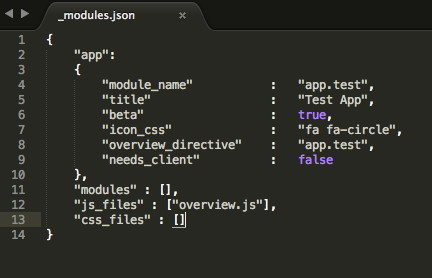 _modules.json
1 {
2 "app":
3 {
4 "module_name" : "app.test",
5 "title" : "Test App",
6 "beta" : true,
7 "icon_css" : "fa fa-circle",
8 "overview_directive" : "app.test",
9 "needs_client" : false
10 },
11 "modules" : [],
12 "js_files" : ["overview.js"],
13 "css_files" : []
14 }